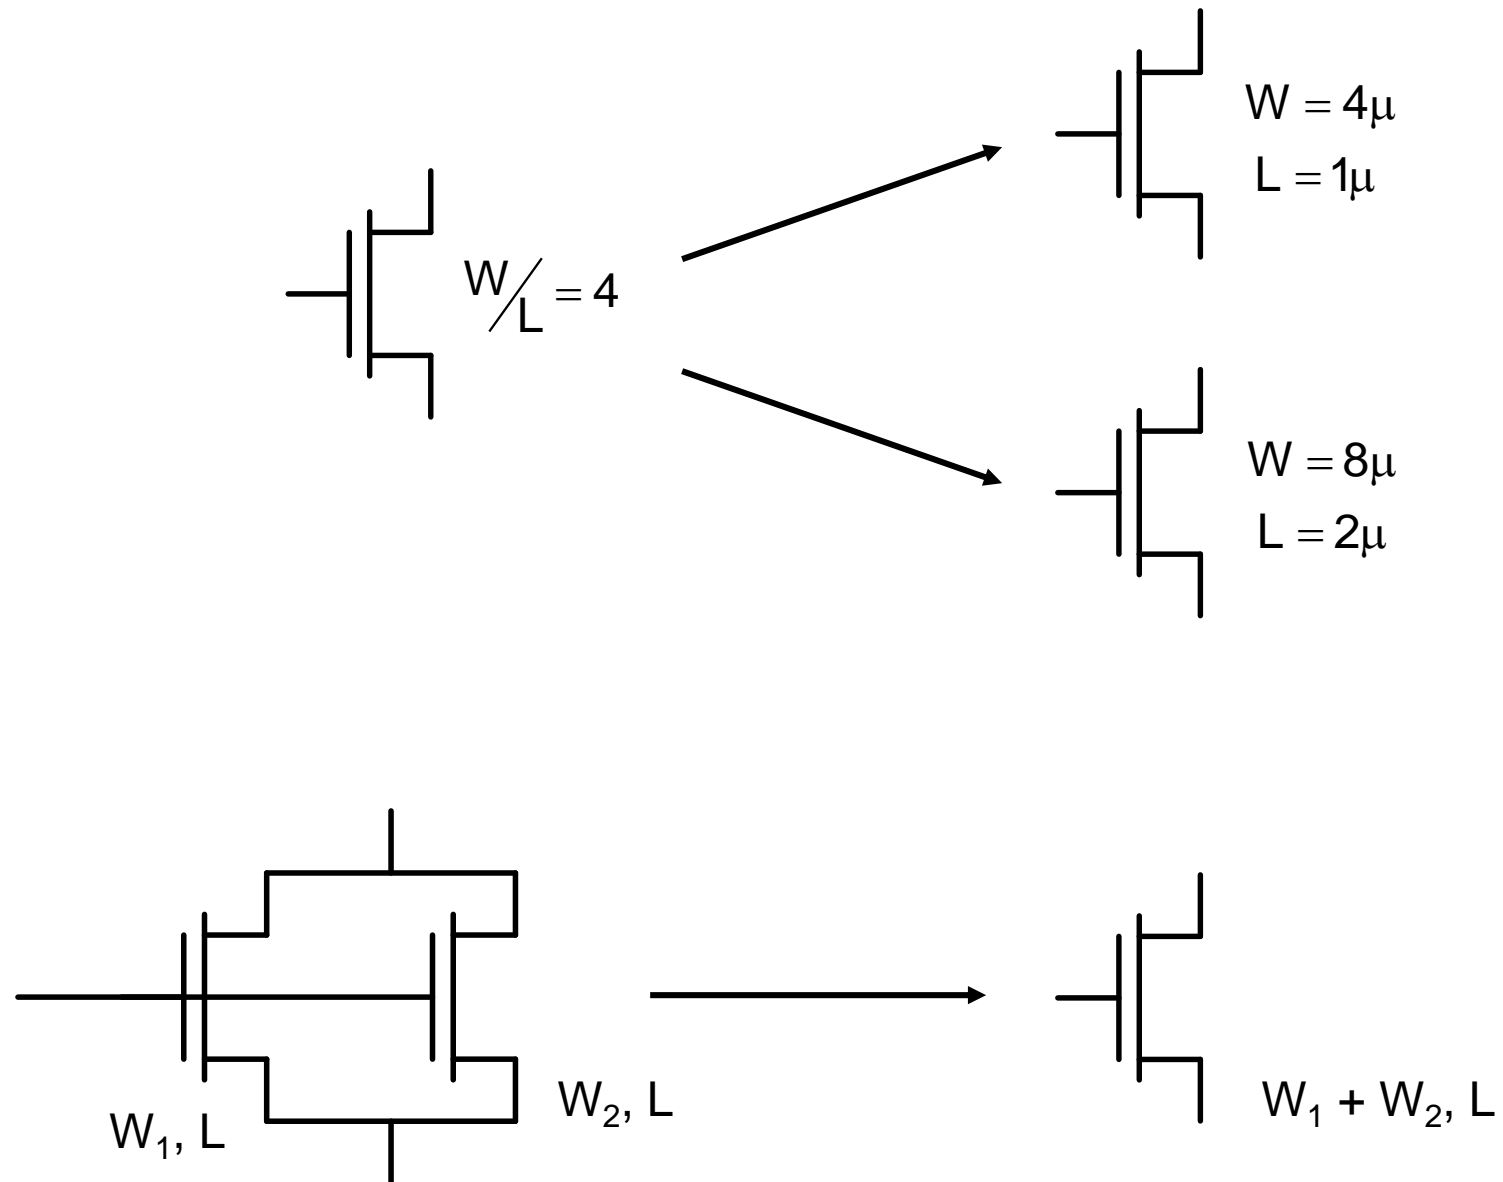 W = 4μ
L = 1μ
W/L = 4
W = 8μ
L = 2μ
W₁, L
W₂, L
W₁ + W₂, L